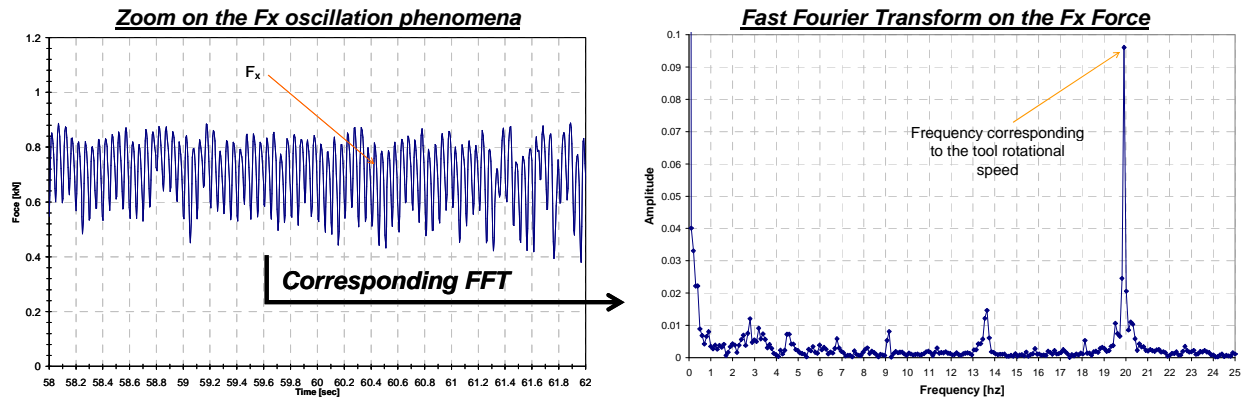 Zoom on the Fx oscillation phenomena
1.2
1
0.8
0.6
0.4
0.2
0
Foce [kN]
Fx
Corresponding FFT
58 58.2 58.4 58.6 58.8 59 59.2 59.4 59.6 59.8 60 60.2 60.4 60.6 60.8 61 61.2 61.4 61.6 61.8 62
Time [sec]
Fast Fourier Transform on the Fx Force
0.1
0.09
0.08
0.07
0.06
0.05
0.04
0.03
0.02
0.01
0
Amplitude
Frequency corresponding
to the tool rotational
speed
0 1 2 3 4 5 6 7 8 9 10 11 12 13 14 15 16 17 18 19 20 21 22 23 24 25
Frequency [hz]